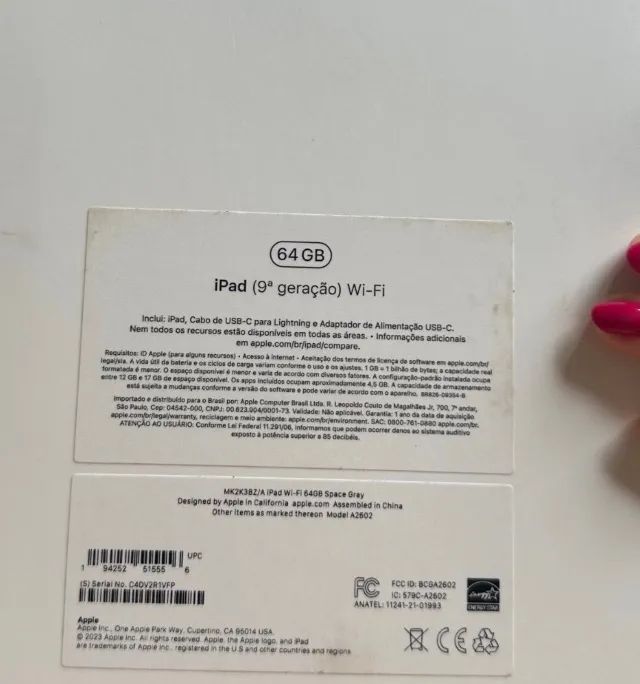 64 GB
iPad (9ª geração) Wi-Fi
Inclui: iPad, Cabo de USB-C para Lightning e Adaptador de Alimentação USB-C.
Nem todos os recursos estão disponíveis em todas as áreas. • Informações adicionais
em apple.com/br/ipad/compare.
Requisitos: ID Apple (para alguns recursos) • Acesso à internet • Aceitação dos termos de licença de software em apple.com/br/
legal/sla. A vida útil da bateria e os ciclos de carga variam conforme o uso e os ajustes. 1 GB = 1 bilhão de bytes; a capacidade real
formatada é menor. O espaço disponível é menor e varia de acordo com diversos fatores. A configuração-padrão instalada ocupa
entre 12 GB e 17 GB de espaço disponível. Os apps incluídos ocupam aproximadamente 4,5 GB. A capacidade de armazenamento
está sujeita a mudanças conforme a versão do software e pode variar de acordo com o aparelho. BR826-09354-B
Importado e distribuído para o Brasil por: Apple Computer Brasil Ltda. R. Leopoldo Couto de Magalhães Jr, 700, 7º andar,
São Paulo, Cep: 04542-000, CNPJ: 00.623.904/0001-73. Validade: Não aplicável. Garantia: 1 ano da data de aquisição
apple.com/br/legal/warranty, reciclagem e meio ambiente: apple.com/br/environment. SAC: 0800-761-0880 apple.com/br.
ATENÇÃO AO USUÁRIO: Conforme Lei Federal 11.291/06, informamos que podem ocorrer danos ao sistema auditivo
exposto à potência superior a 85 decibéis.
MK2K3BZ/A iPad Wi-Fi 64GB Space Gray
Designed by Apple in California apple.com Assembled in China
Other items as marked thereon Model A2602
UPC
1 94252 51555 6
(S) Serial No. C4DV2R1VFP
FCC ID: BCGA2602
IC: 579C-A2602
ANATEL: 11241-21-01993
ENERGY STAR
Apple
Apple Inc., One Apple Park Way, Cupertino, CA 95014 USA
© 2023 Apple Inc. All rights reserved. Apple, the Apple logo, and iPad
are trademarks of Apple Inc., registered in the U.S and other countries and regions